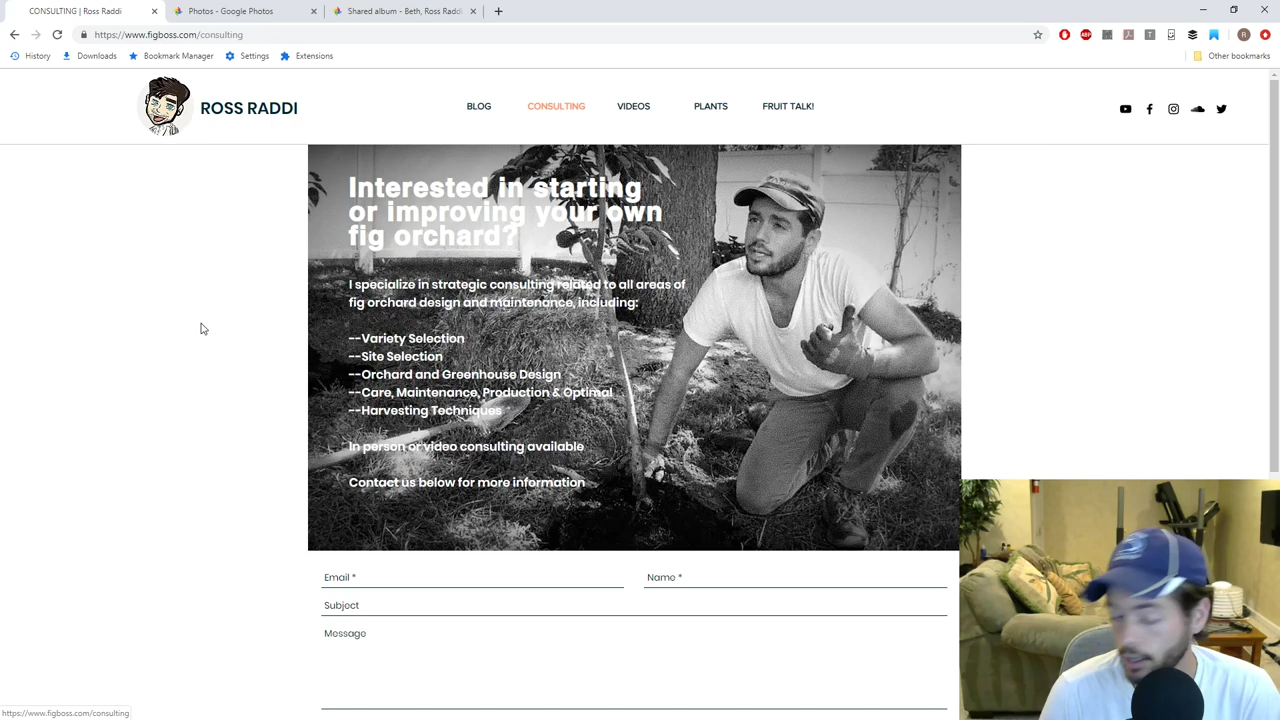 CONSULTING | Ross Raddi
Photos - Google Photos
Shared album - Beth, Ross Raddi
https://www.figboss.com/consulting
History
Downloads
Bookmark Manager
Settings
Extensions
Other bookmarks
ROSS RADDI
BLOG
CONSULTING
VIDEOS
PLANTS
FRUIT TALK!
Interested in starting
or improving your own
fig orchard?
I specialize in strategic consulting related to all areas of
fig orchard design and maintenance, including:
--Variety Selection
--Site Selection
--Orchard and Greenhouse Design
--Care, Maintenance, Production & Optimal
--Harvesting Techniques
In person or video consulting available
Contact us below for more information
Email *
Name *
Subject
Message
https://www.figboss.com/consulting